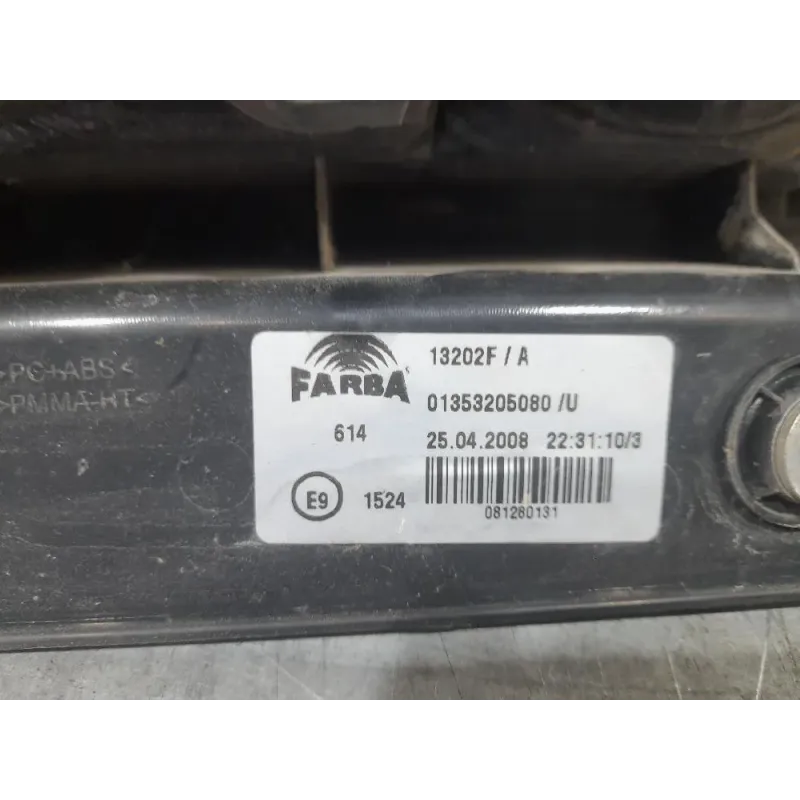 >PC+ABS<
>PMMA-HT<
FARBA
614
E9
1524
13202F / A
01353205080 /U
25.04.2008 22:31:10/3
081280131